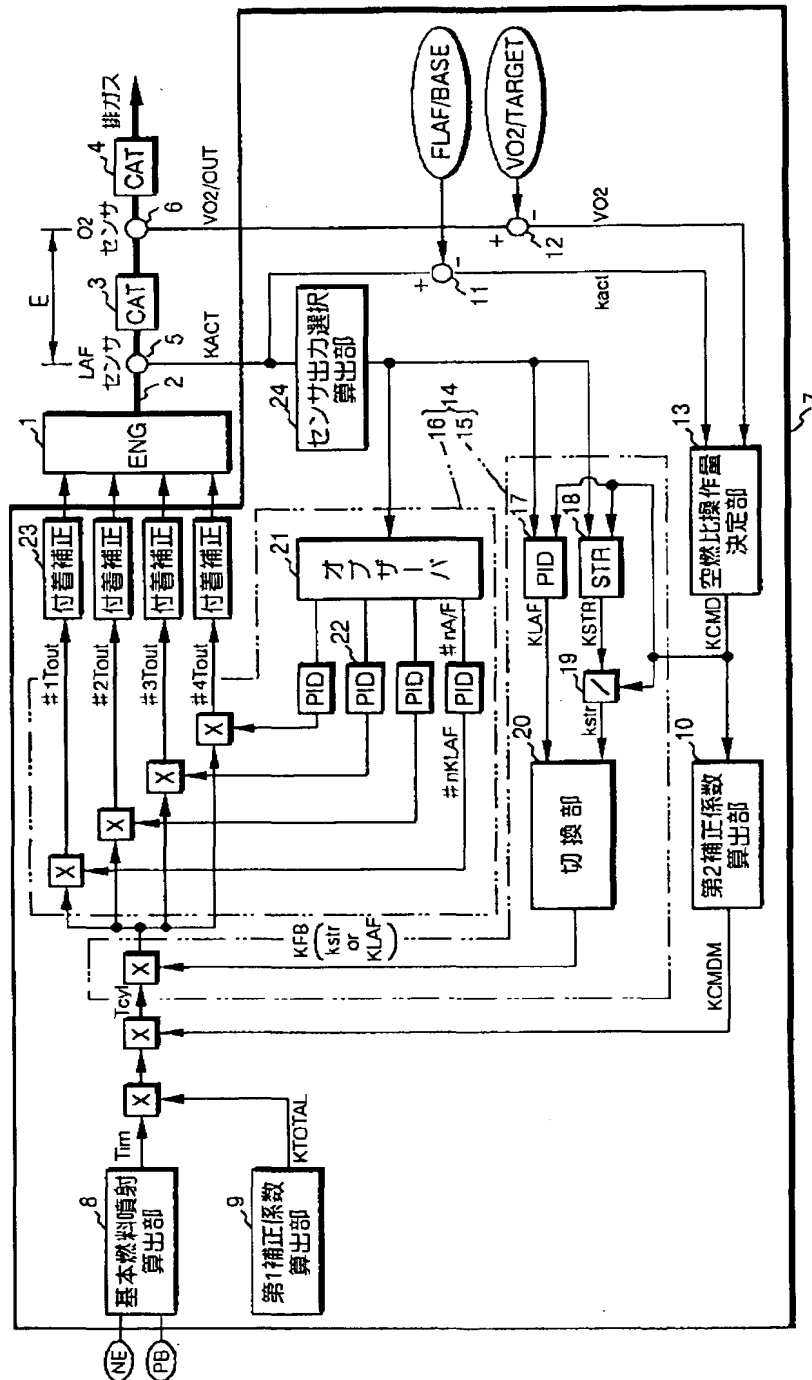 NE
PB
8
基本燃料噴射
算出部
Tim
9
第1補正係数
算出部
KTOTAL
X
X
Tcyl
X
KFB
(kstr
or
KLAF)
KCMDM
X
X
X
X
#1Tout
#2Tout
#3Tout
#4Tout
23
付着補正
付着補正
付着補正
付着補正
1
ENG
2
LAF
センサ
5
KACT
E
3
CAT
O2
センサ
6
VO2/OUT
4
CAT
排ガス
24
センサ出力選択
算出部
16
15
14
21
オブザーバ
22
PID
PID
PID
PID
#nA/F
#nKLAF
17
PID
KLAF
18
STR
KSTR
19
/
kstr
20
切換部
10
第2補正係数
算出部
KCMD
13
空燃比操作量
決定部
FLAF/BASE
VO2/TARGET
+
-
11
kact
+
-
12
VO2
7